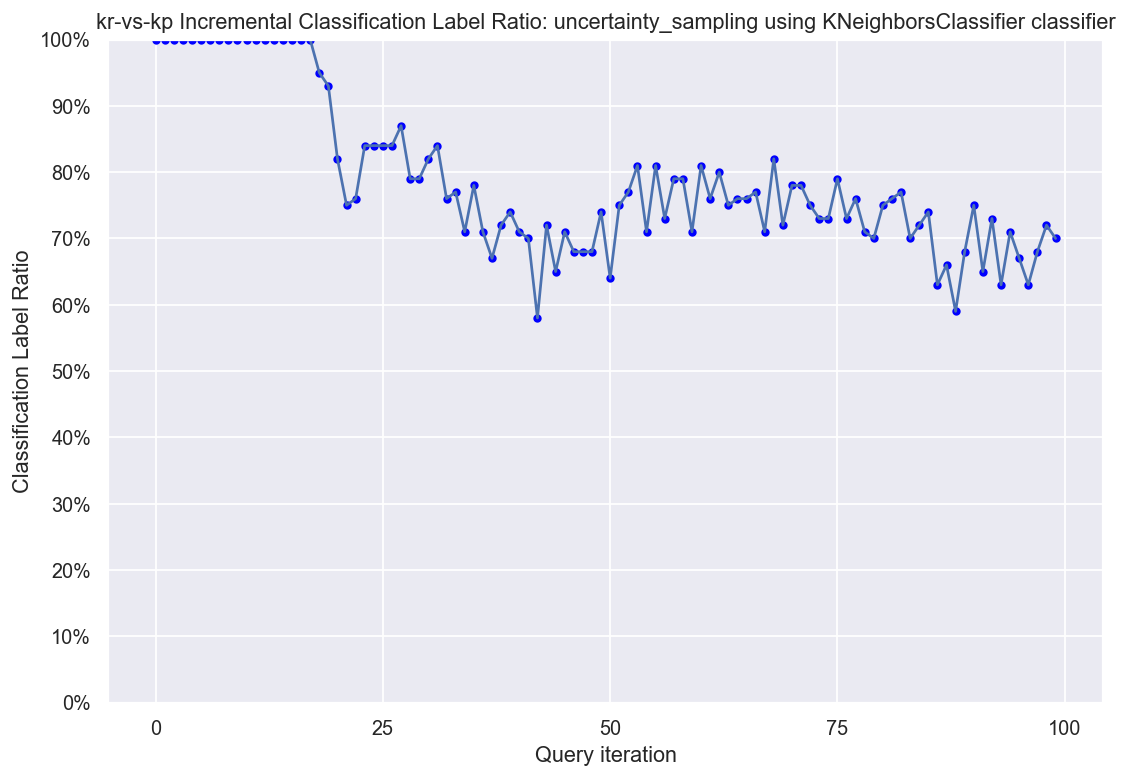 kr-vs-kp Incremental Classification Label Ratio: uncertainty_sampling using KNeighborsClassifier classifier
100%
90%
80%
70%
60%
50%
40%
30%
20%
10%
0%
Classification Label Ratio
0 25 50 75 100
Query iteration